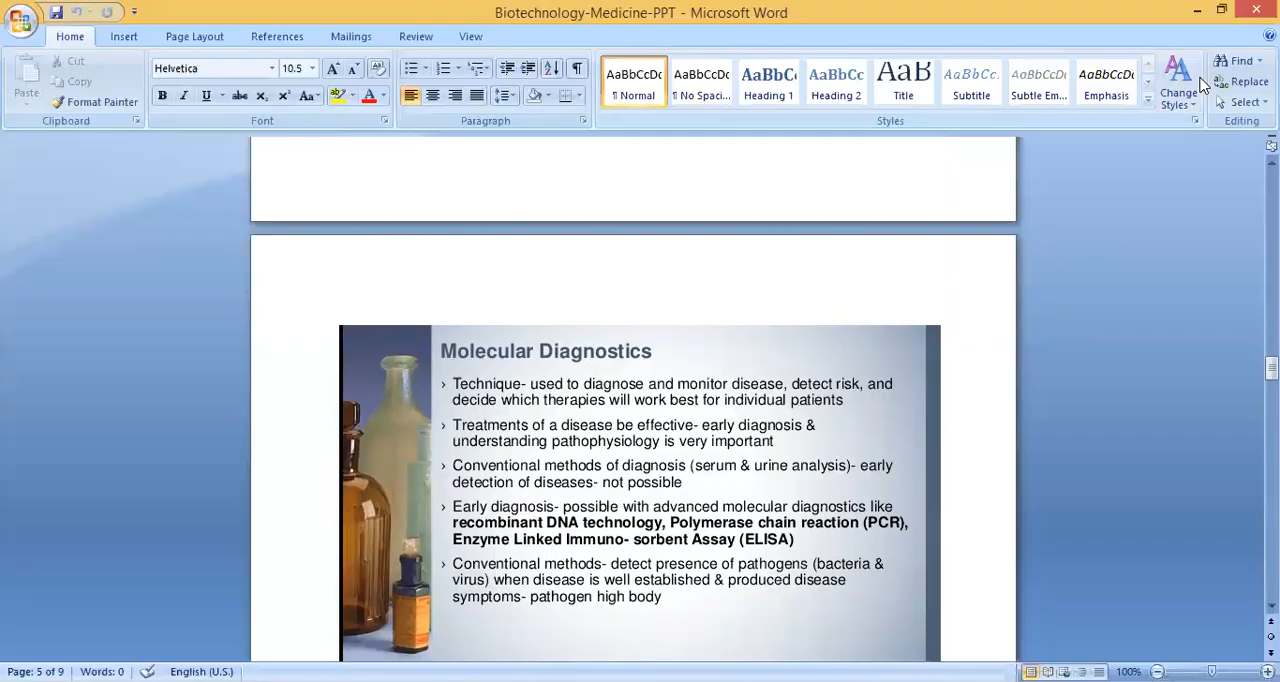 Biotechnology-Medicine-PPT - Microsoft Word
Home Insert Page Layout References Mailings Review View
Paste
Cut
Copy
Format Painter
Clipboard
Helvetica 10.5
Font
Paragraph
AaBbCcDc AaBbCcDc AaBbC( AaBbCc AaB AaBbCc. AaBbCcDc AaBbCcDc
¶ Normal ¶ No Spaci... Heading 1 Heading 2 Title Subtitle Subtle Em... Emphasis
Change Styles
Styles
Find
Replace
Select
Editing
Molecular Diagnostics
› Technique- used to diagnose and monitor disease, detect risk, and
decide which therapies will work best for individual patients
› Treatments of a disease be effective- early diagnosis &
understanding pathophysiology is very important
› Conventional methods of diagnosis (serum & urine analysis)- early
detection of diseases- not possible
› Early diagnosis- possible with advanced molecular diagnostics like
recombinant DNA technology, Polymerase chain reaction (PCR),
Enzyme Linked Immuno- sorbent Assay (ELISA)
› Conventional methods- detect presence of pathogens (bacteria &
virus) when disease is well established & produced disease
symptoms- pathogen high body
Page: 5 of 9 Words: 0 English (U.S.) 100%